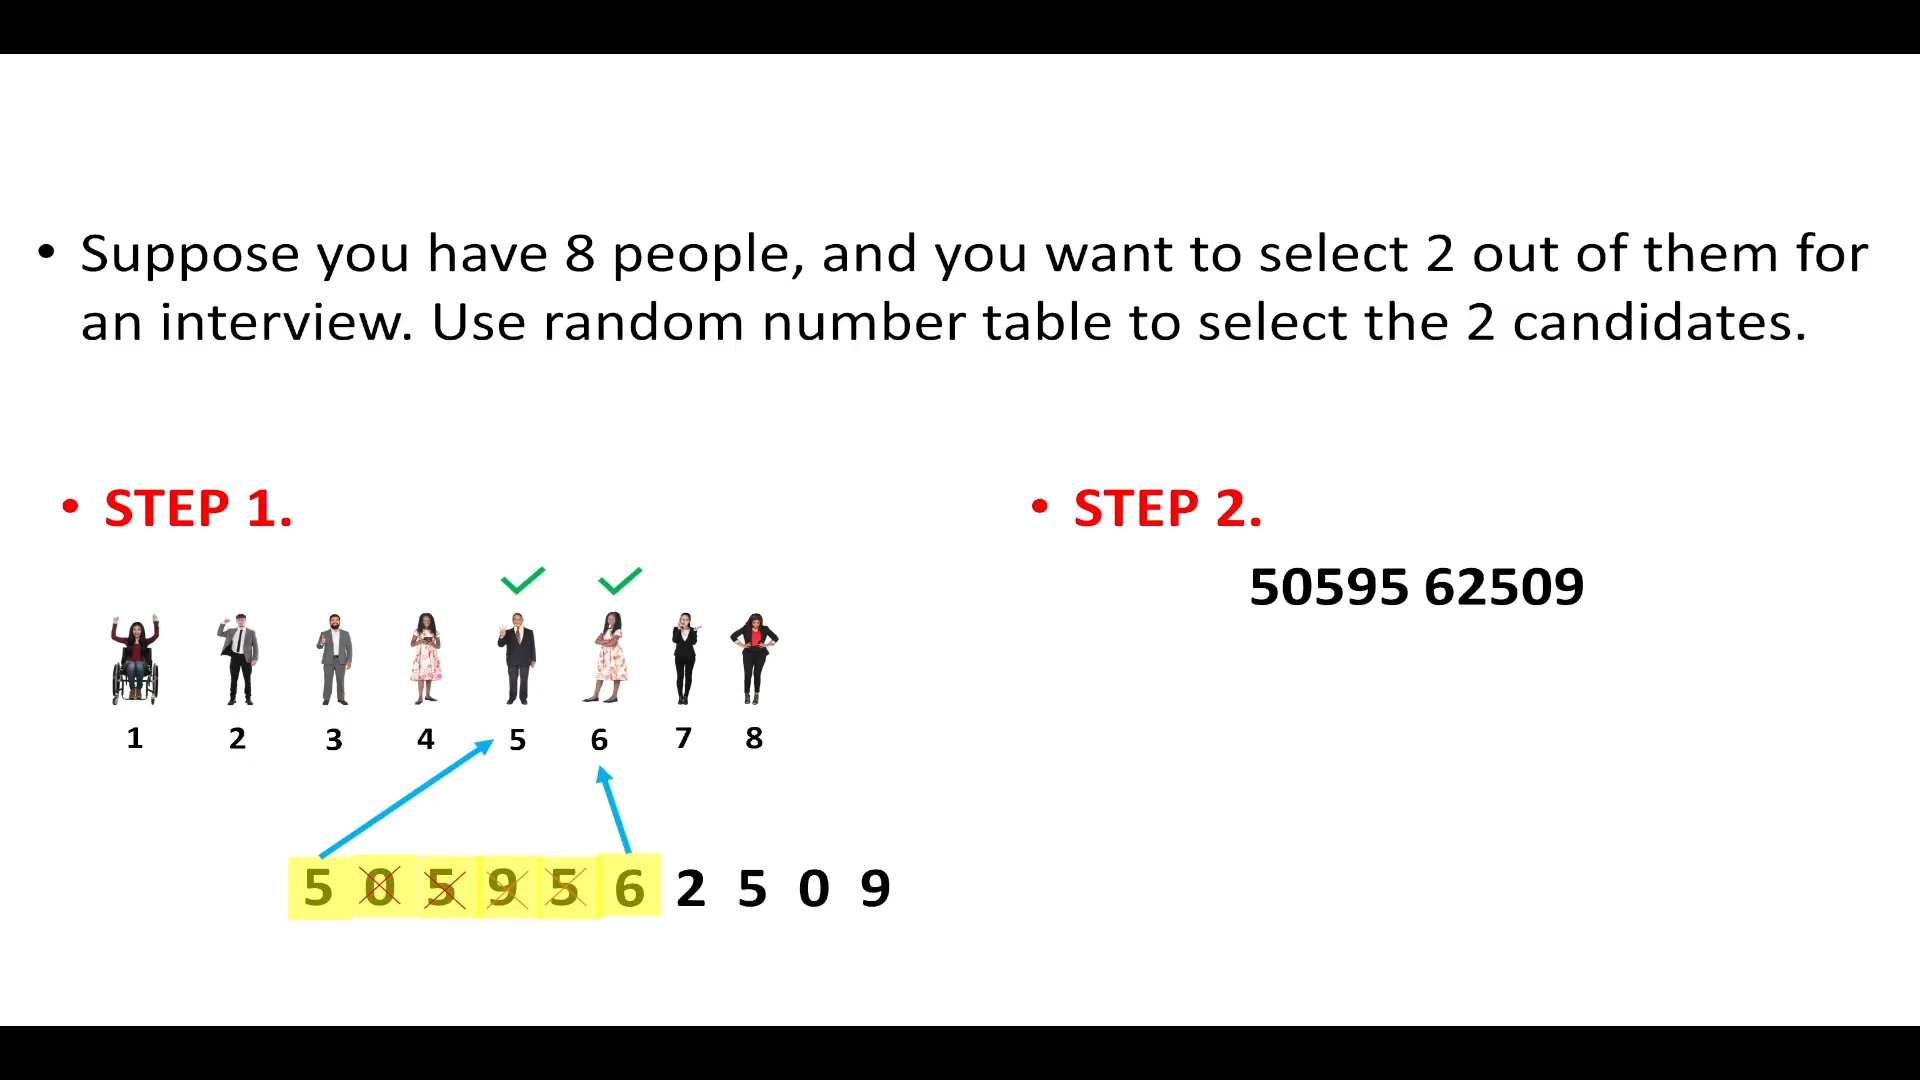 • Suppose you have 8 people, and you want to select 2 out of them for
an interview. Use random number table to select the 2 candidates.
• STEP 1.
• STEP 2.
50595 62509
1 2 3 4 5 6 7 8
5 0 5 9 5 6 2 5 0 9